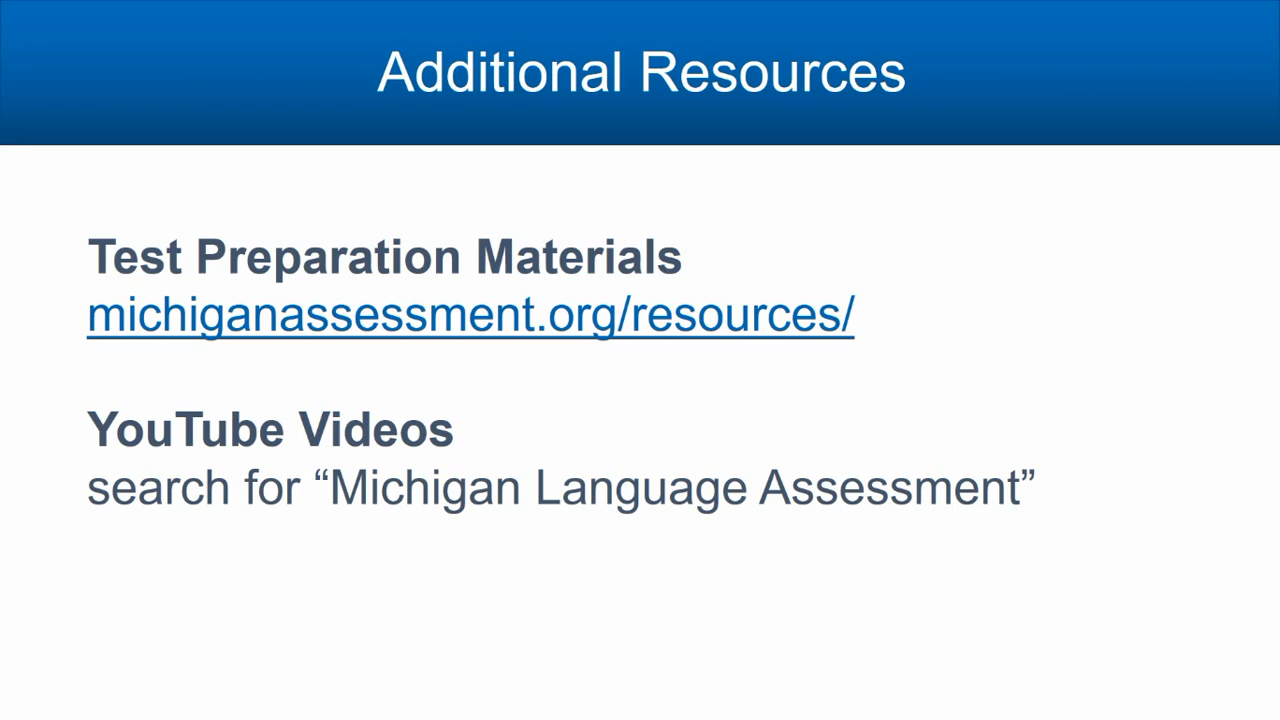 Additional Resources
Test Preparation Materials
michiganassessment.org/resources/
YouTube Videos
search for “Michigan Language Assessment”